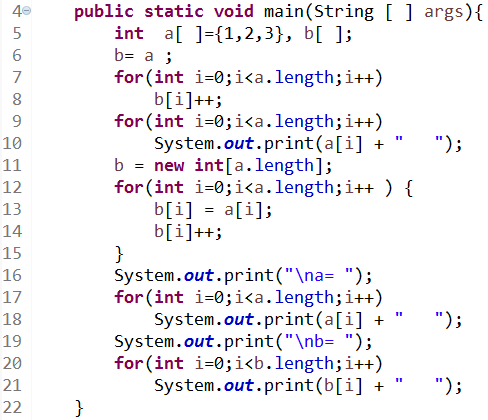 4 public static void main(String [ ] args){
5 int  a[ ]={1,2,3}, b[ ];
6 b= a ;
7 for(int i=0;i<a.length;i++)
8 b[i]++;
9 for(int i=0;i<a.length;i++)
10 System.out.print(a[i] + "   ");
11 b = new int[a.length];
12 for(int i=0;i<a.length;i++ ) {
13 b[i] = a[i];
14 b[i]++;
15 }
16 System.out.print("\na= ");
17 for(int i=0;i<a.length;i++)
18 System.out.print(a[i] + "   ");
19 System.out.print("\nb= ");
20 for(int i=0;i<b.length;i++)
21 System.out.print(b[i] + "   ");
22 }